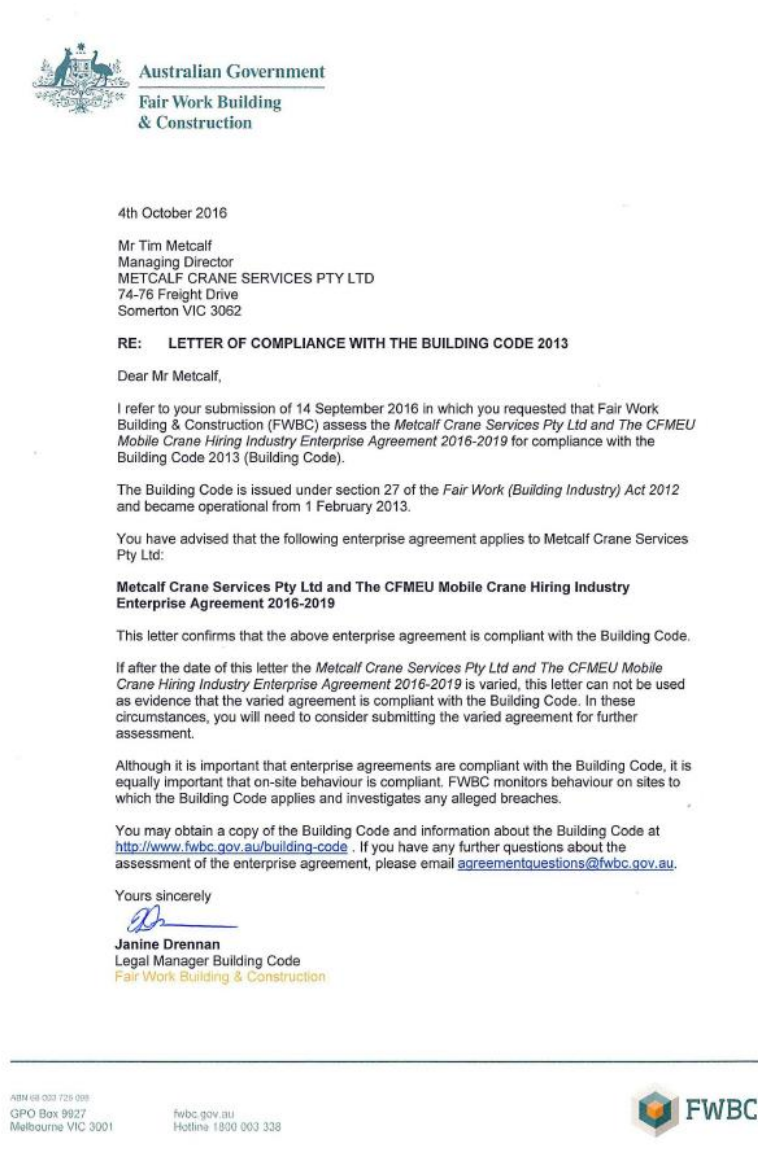 Australian Government
Fair Work Building
& Construction
4th October 2016
Mr Tim Metcalf
Managing Director
METCALF CRANE SERVICES PTY LTD
74-76 Freight Drive
Somerton VIC 3062
RE: LETTER OF COMPLIANCE WITH THE BUILDING CODE 2013
Dear Mr Metcalf,
I refer to your submission of 14 September 2016 in which you requested that Fair Work
Building & Construction (FWBC) assess the Metcalf Crane Services Pty Ltd and The CFMEU
Mobile Crane Hiring Industry Enterprise Agreement 2016-2019 for compliance with the
Building Code 2013 (Building Code).
The Building Code is issued under section 27 of the Fair Work (Building Industry) Act 2012
and became operational from 1 February 2013.
You have advised that the following enterprise agreement applies to Metcalf Crane Services
Pty Ltd:
Metcalf Crane Services Pty Ltd and The CFMEU Mobile Crane Hiring Industry
Enterprise Agreement 2016-2019
This letter confirms that the above enterprise agreement is compliant with the Building Code.
If after the date of this letter the Metcalf Crane Services Pty Ltd and The CFMEU Mobile
Crane Hiring Industry Enterprise Agreement 2016-2019 is varied, this letter can not be used
as evidence that the varied agreement is compliant with the Building Code. In these
circumstances, you will need to consider submitting the varied agreement for further
assessment.
Although it is important that enterprise agreements are compliant with the Building Code, it is
equally important that on-site behaviour is compliant. FWBC monitors behaviour on sites to
which the Building Code applies and investigates any alleged breaches.
You may obtain a copy of the Building Code and information about the Building Code at
http://www.fwbc.gov.au/building-code . If you have any further questions about the
assessment of the enterprise agreement, please email agreementquestions@fwbc.gov.au.
Yours sincerely
Janine Drennan
Legal Manager Building Code
Fair Work Building & Construction
ABN
GPO Box 9927
Melbourne VIC 3001
fwbc.gov.au
Hotline 1800 003 338
FWBC